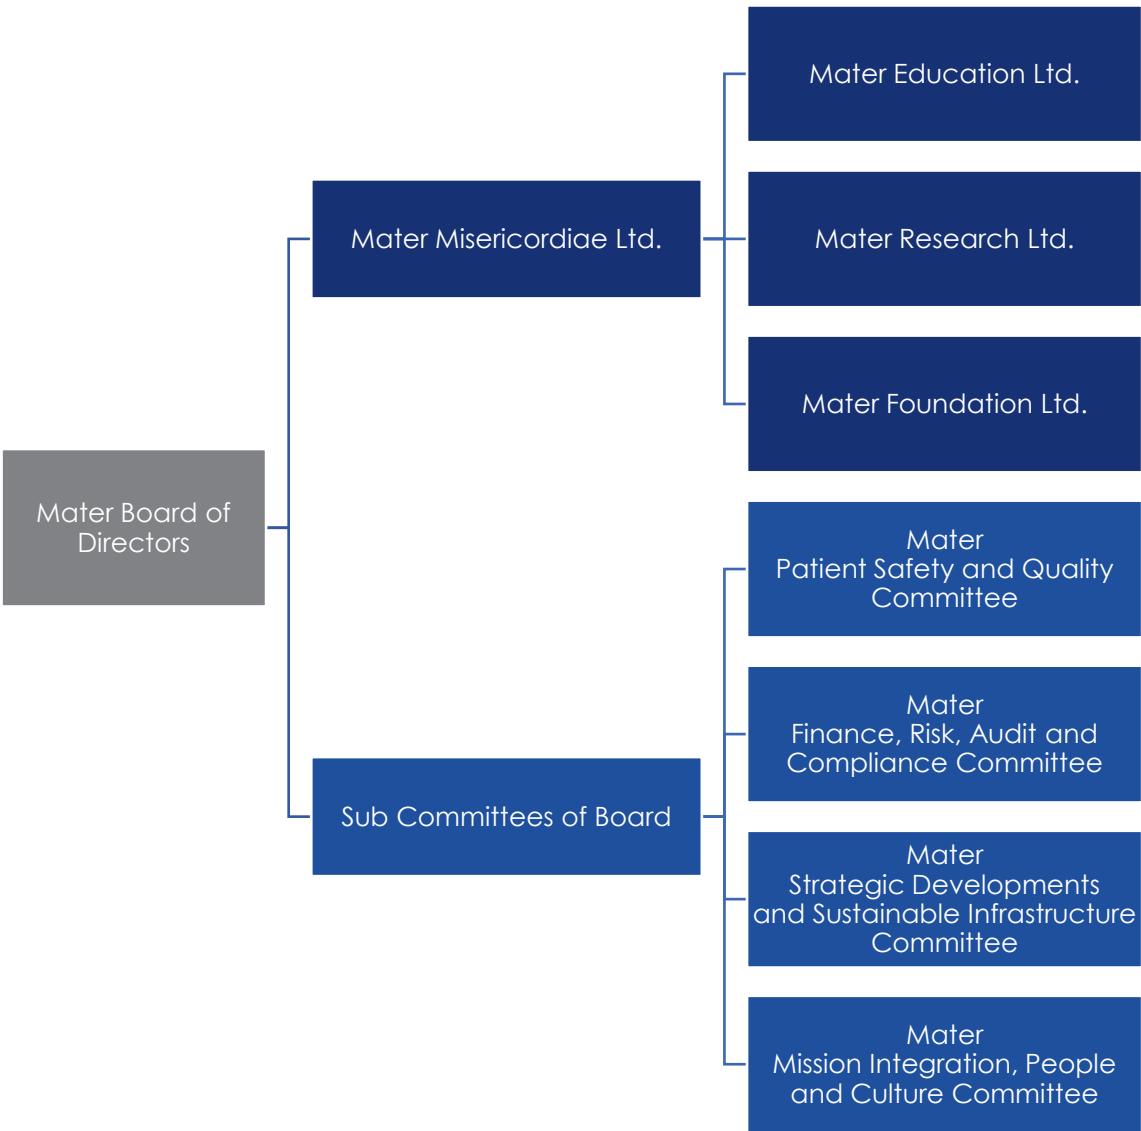 Mater Board of
Directors
Mater Misericordiae Ltd.
Mater Education Ltd.
Mater Research Ltd.
Mater Foundation Ltd.
Sub Committees of Board
Mater
Patient Safety and Quality
Committee
Mater
Finance, Risk, Audit and
Compliance Committee
Mater
Strategic Developments
and Sustainable Infrastructure
Committee
Mater
Mission Integration, People
and Culture Committee